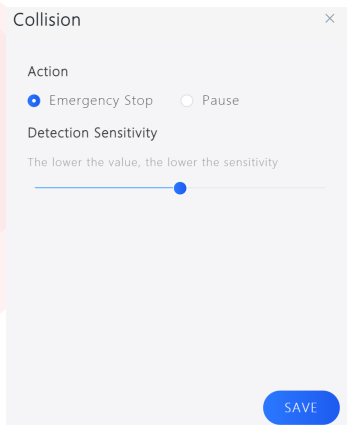 Collision
Action
Emergency Stop Pause
Detection Sensitivity
The lower the value, the lower the sensitivity
SAVE